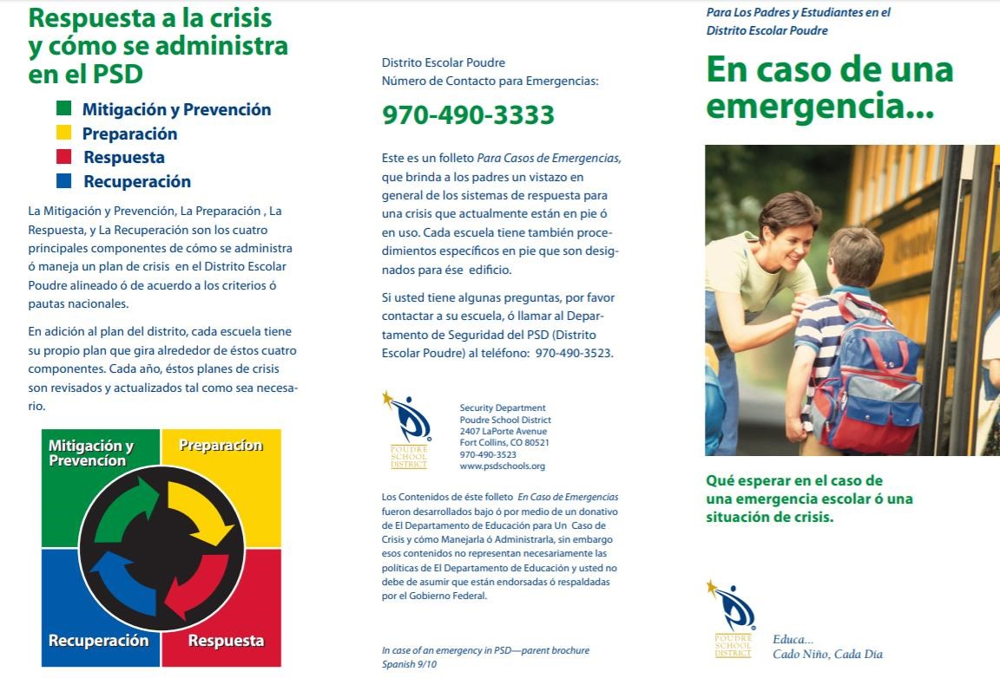 Respuesta a la crisis
y cómo se administra
en el PSD
Mitigación y Prevención
Preparación
Respuesta
Recuperación
La Mitigación y Prevención, La Preparación , La
Respuesta, y La Recuperación son los cuatro
principales componentes de cómo se administra
ó maneja un plan de crisis en el Distrito Escolar
Poudre alineado ó de acuerdo a los criterios ó
pautas nacionales.
En adición al plan del distrito, cada escuela tiene
su propio plan que gira alrededor de éstos cuatro
componentes. Cada año, éstos planes de crisis
son revisados y actualizados tal como sea necesa-
rio.
Mitigación y
Prevencíon
Preparacíon
Recuperación
Respuesta
Distrito Escolar Poudre
Número de Contacto para Emergencias:
970-490-3333
Este es un folleto Para Casos de Emergencias,
que brinda a los padres un vistazo en
general de los sistemas de respuesta para
una crisis que actualmente están en pie ó
en uso. Cada escuela tiene también proce-
dimientos específicos en pie que son desig-
nados para ése edificio.
Si usted tiene algunas preguntas, por favor
contactar a su escuela, ó llamar al Depar-
tamento de Seguridad del PSD (Distrito
Escolar Poudre) al teléfono: 970-490-3523.
POUDRE
SCHOOL
DISTRICT
Security Department
Poudre School District
2407 LaPorte Avenue
Fort Collins, CO 80521
970-490-3523
www.psdschools.org
Los Contenidos de éste folleto En Caso de Emergencias
fueron desarrollados bajo ó por medio de un donativo
de El Departamento de Educación para Un Caso de
Crisis y cómo Manejarla ó Administrarla, sin embargo
esos contenidos no representan necesariamente las
políticas de El Departamento de Educación y usted no
debe de asumir que están endorsadas ó respaldadas
por el Gobierno Federal.
In case of an emergency in PSD—parent brochure
Spanish 9/10
Para Los Padres y Estudiantes en el
Distrito Escolar Poudre
En caso de una
emergencia...
Qué esperar en el caso de
una emergencia escolar ó una
situación de crisis.
POUDRE
SCHOOL
DISTRICT
Educa...
Cado Niño, Cada Día